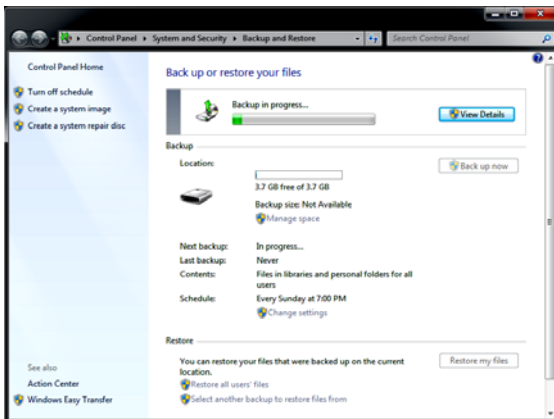 Control Panel ▸ System and Security ▸ Backup and Restore
Search Control Panel
Control Panel Home
Turn off schedule
Create a system image
Create a system repair disc
See also
Action Center
Windows Easy Transfer
Back up or restore your files
Backup in progress...
View Details
Backup
Location:
Back up now
3.7 GB free of 3.7 GB
Backup size: Not Available
Manage space
Next backup: In progress...
Last backup: Never
Contents: Files in libraries and personal folders for all
users
Schedule: Every Sunday at 7:00 PM
Change settings
Restore
You can restore your files that were backed up on the current
location.
Restore my files
Restore all users' files
Select another backup to restore files from